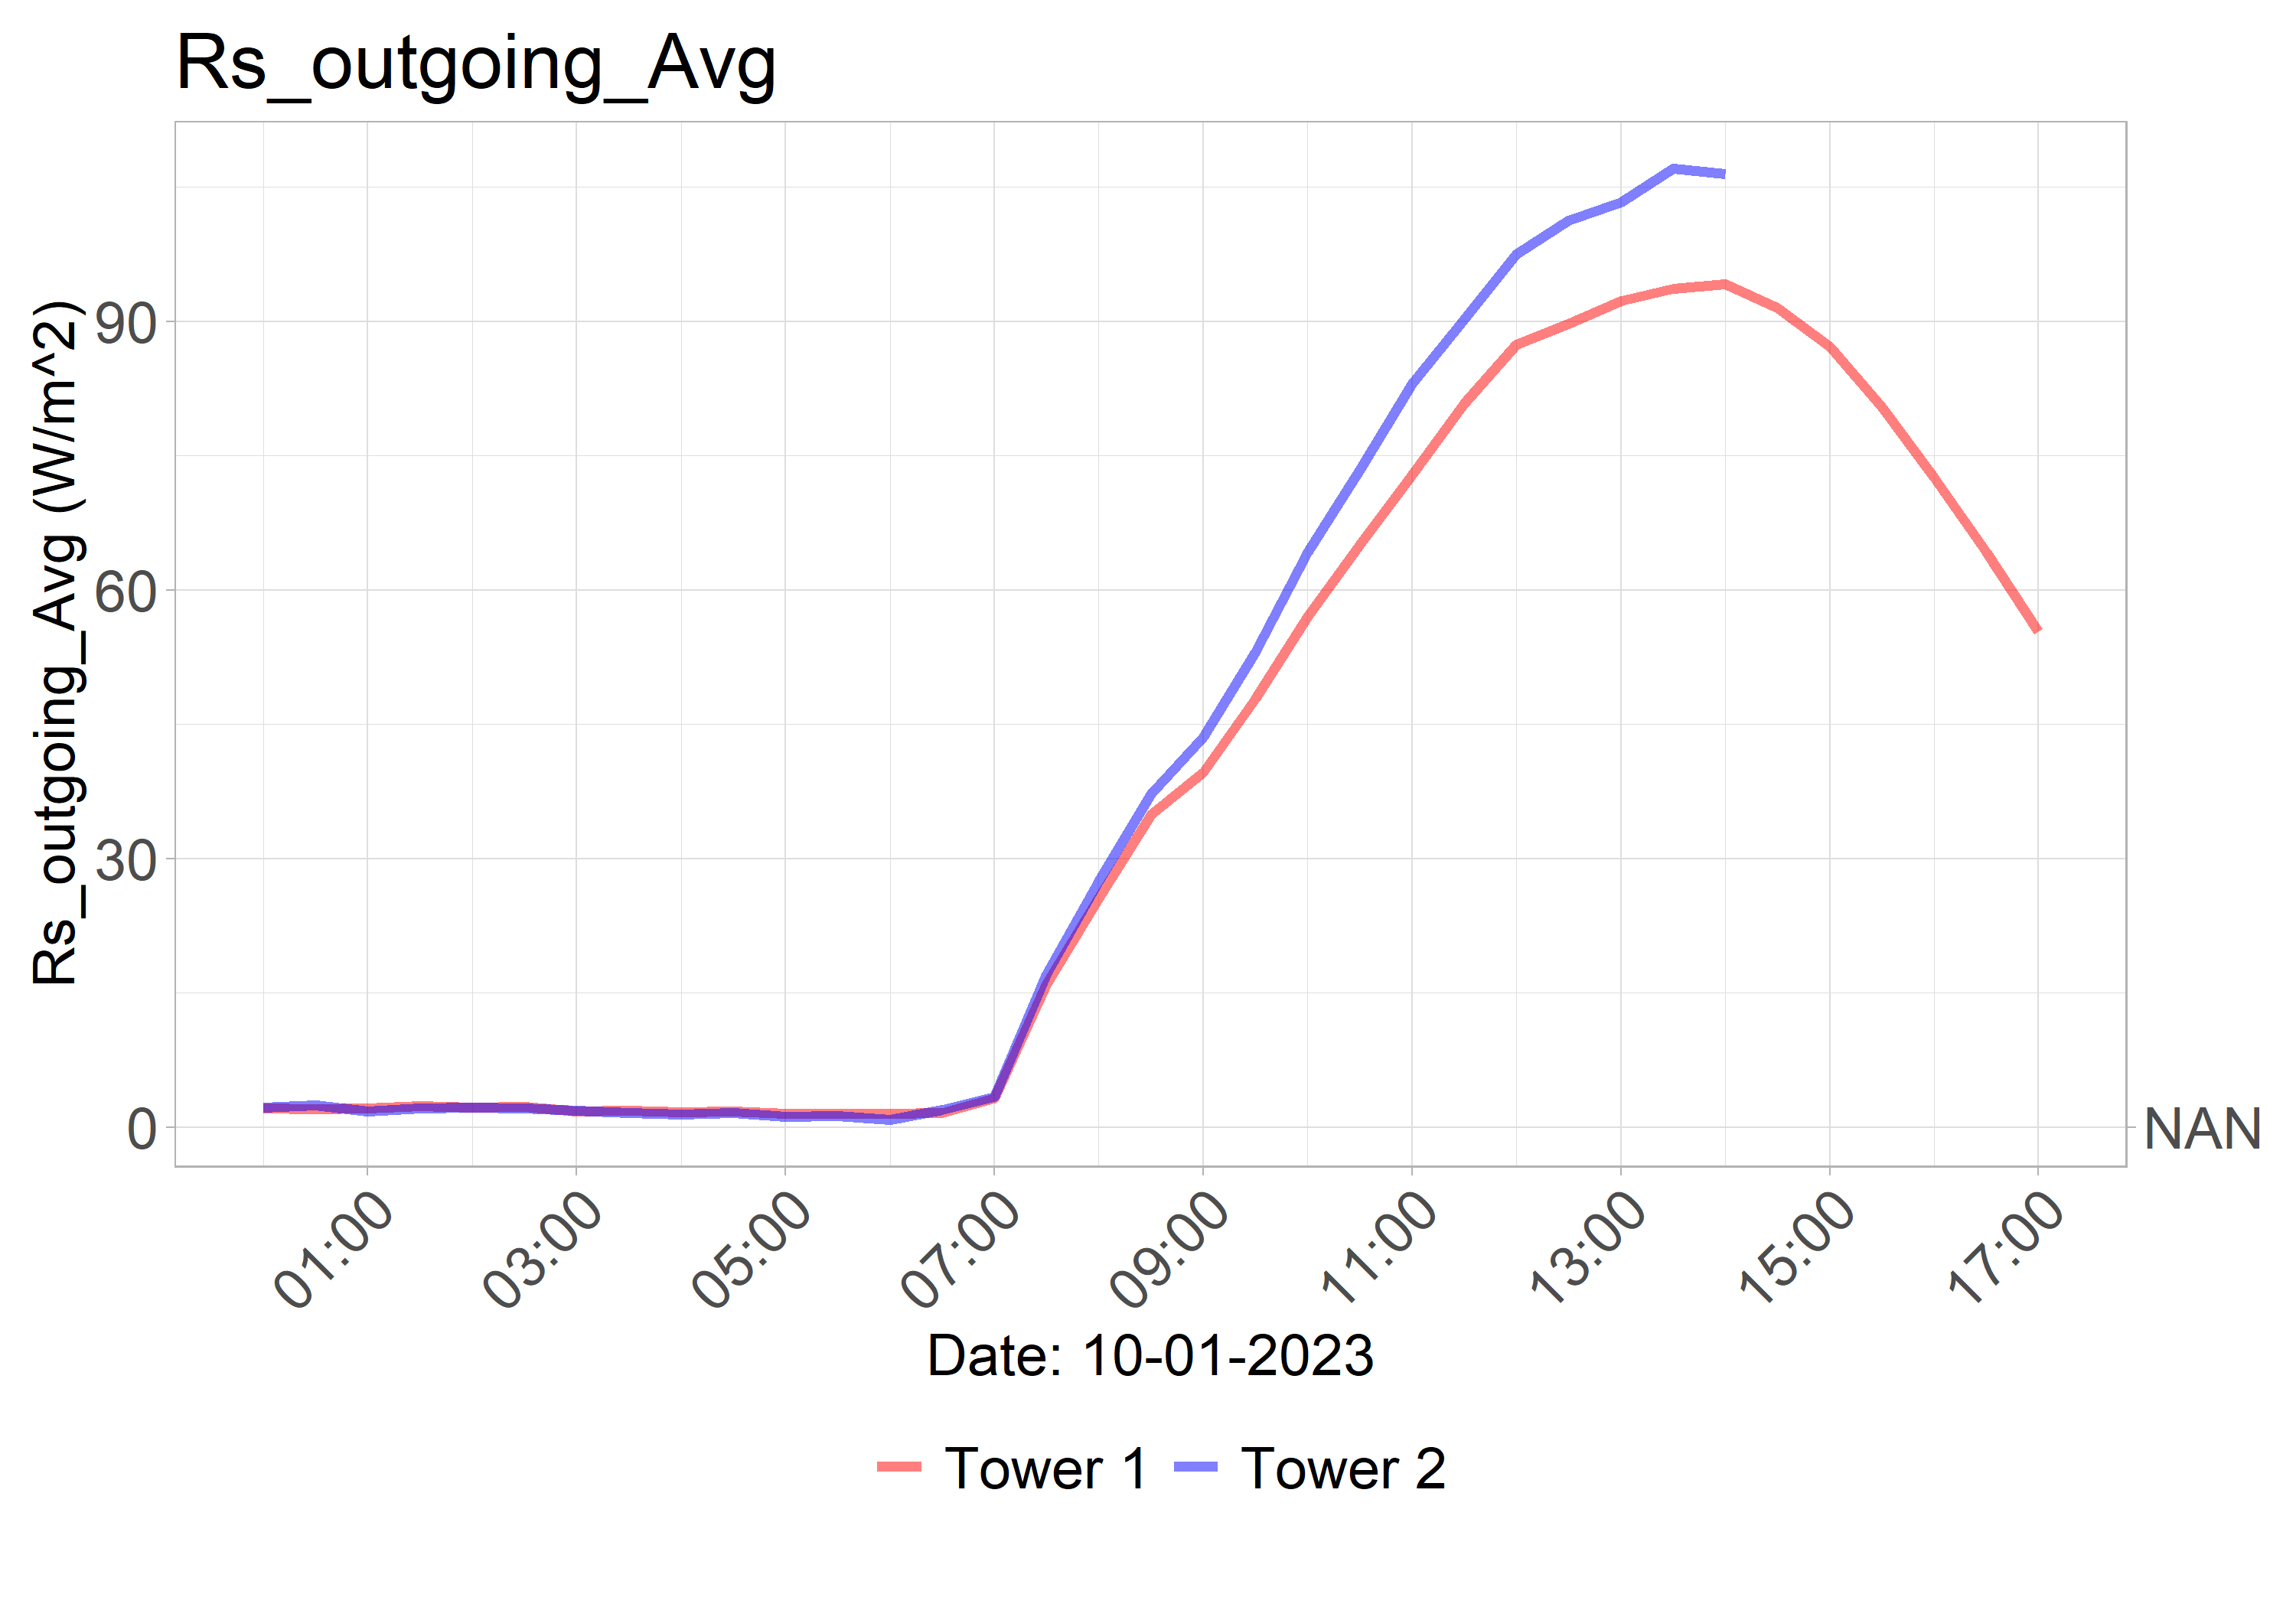 Rs_outgoing_Avg
Rs_outgoing_Avg (W/m^2)
90
60
30
0
NAN
01:00 03:00 05:00 07:00 09:00 11:00 13:00 15:00 17:00
Date: 10-01-2023
Tower 1 Tower 2